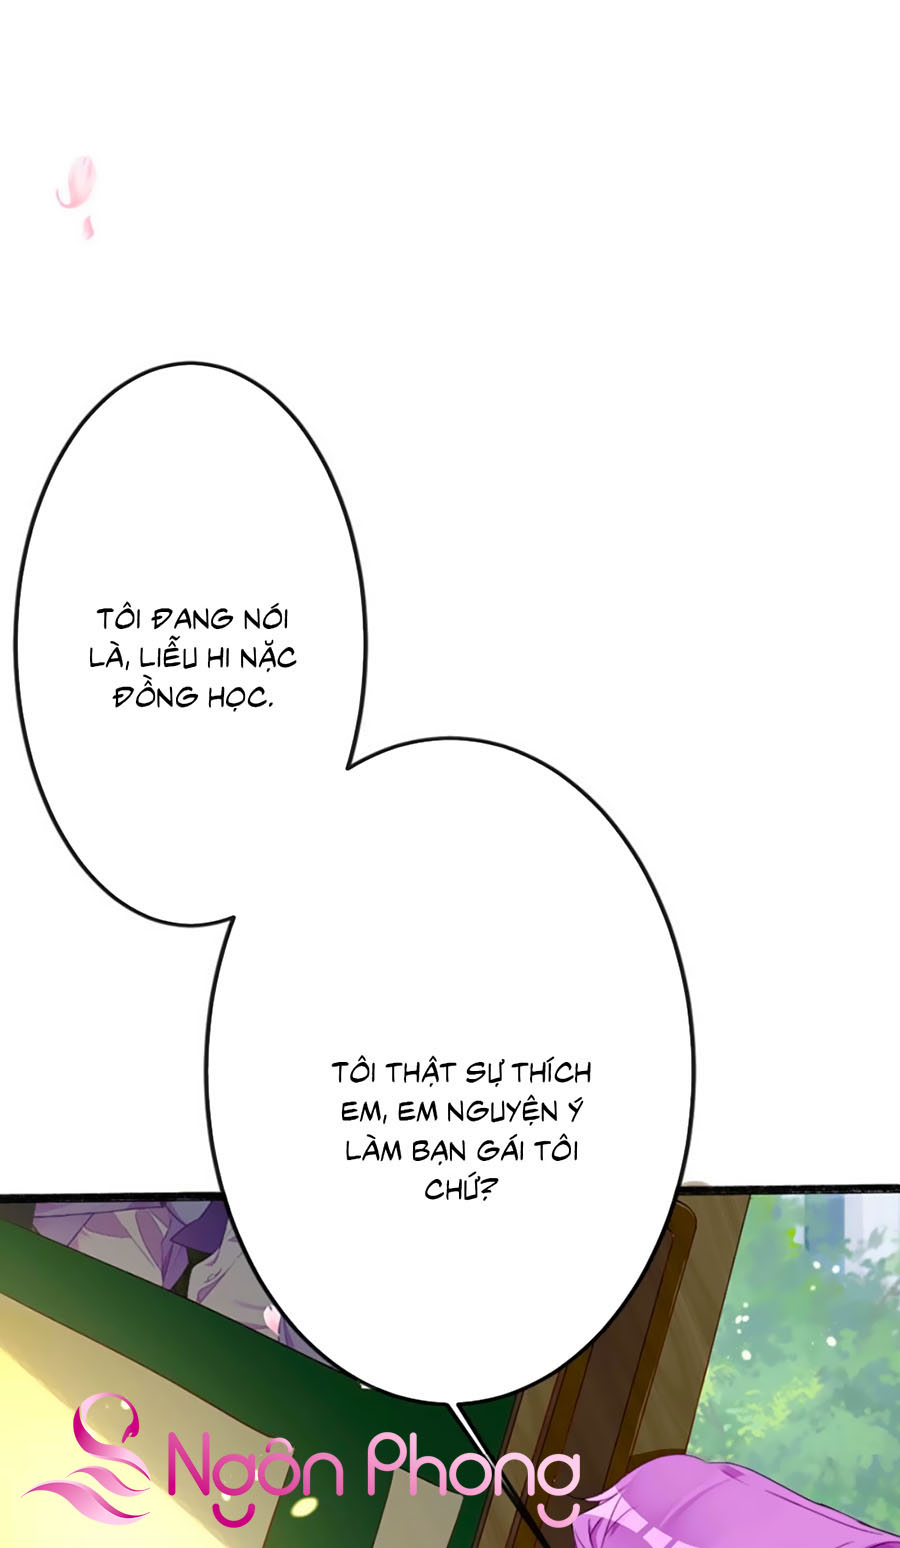 TÔI ĐANG NÓI
LÀ, LIỄU HI NẶC
ĐỒNG HỌC.
TÔI THẬT SỰ THÍCH
EM, EM NGUYỆN Ý
LÀM BẠN GÁI TÔI
CHỨ?
Ngôn Phong